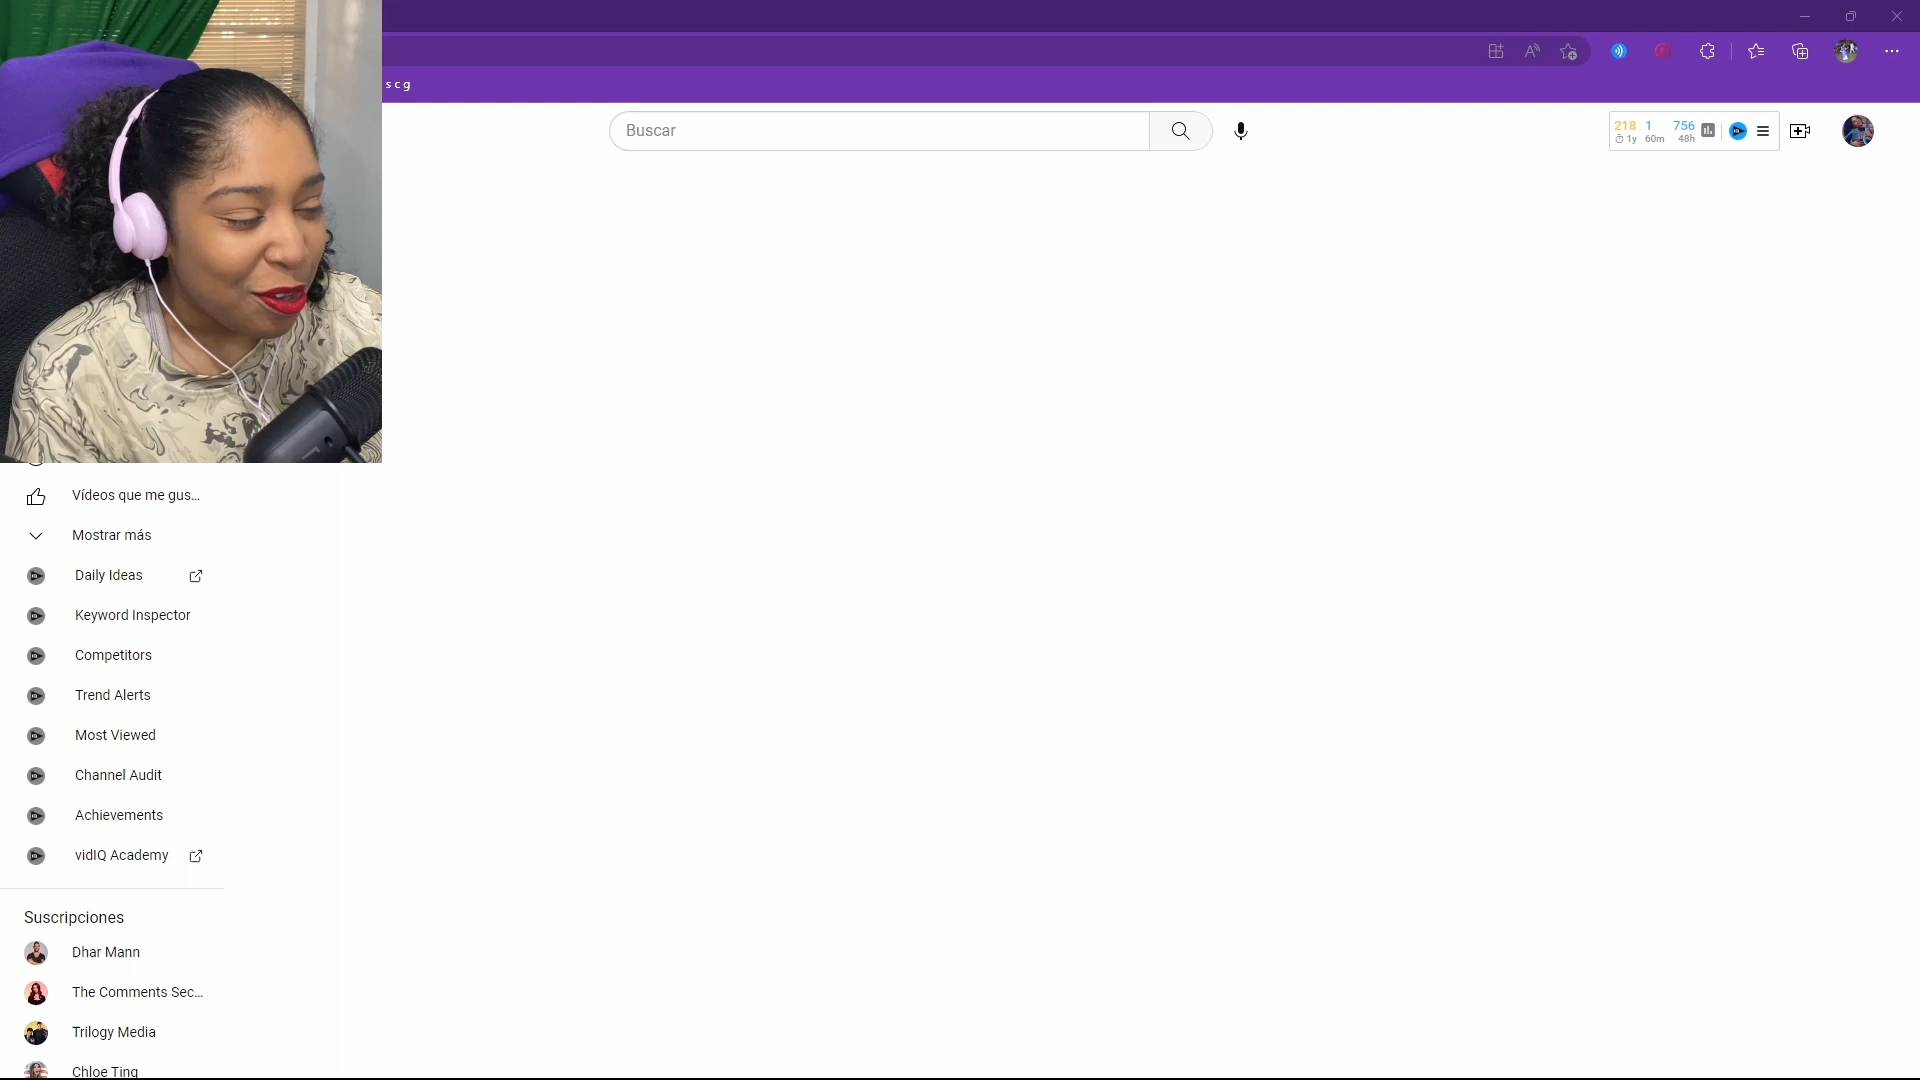 scg
Buscar
218 1 756
1y 60m 48h
Vídeos que me gus...
Mostrar más
Daily Ideas
Keyword Inspector
Competitors
Trend Alerts
Most Viewed
Channel Audit
Achievements
vidIQ Academy
Suscripciones
Dhar Mann
The Comments Sec...
Trilogy Media
Chloe Ting